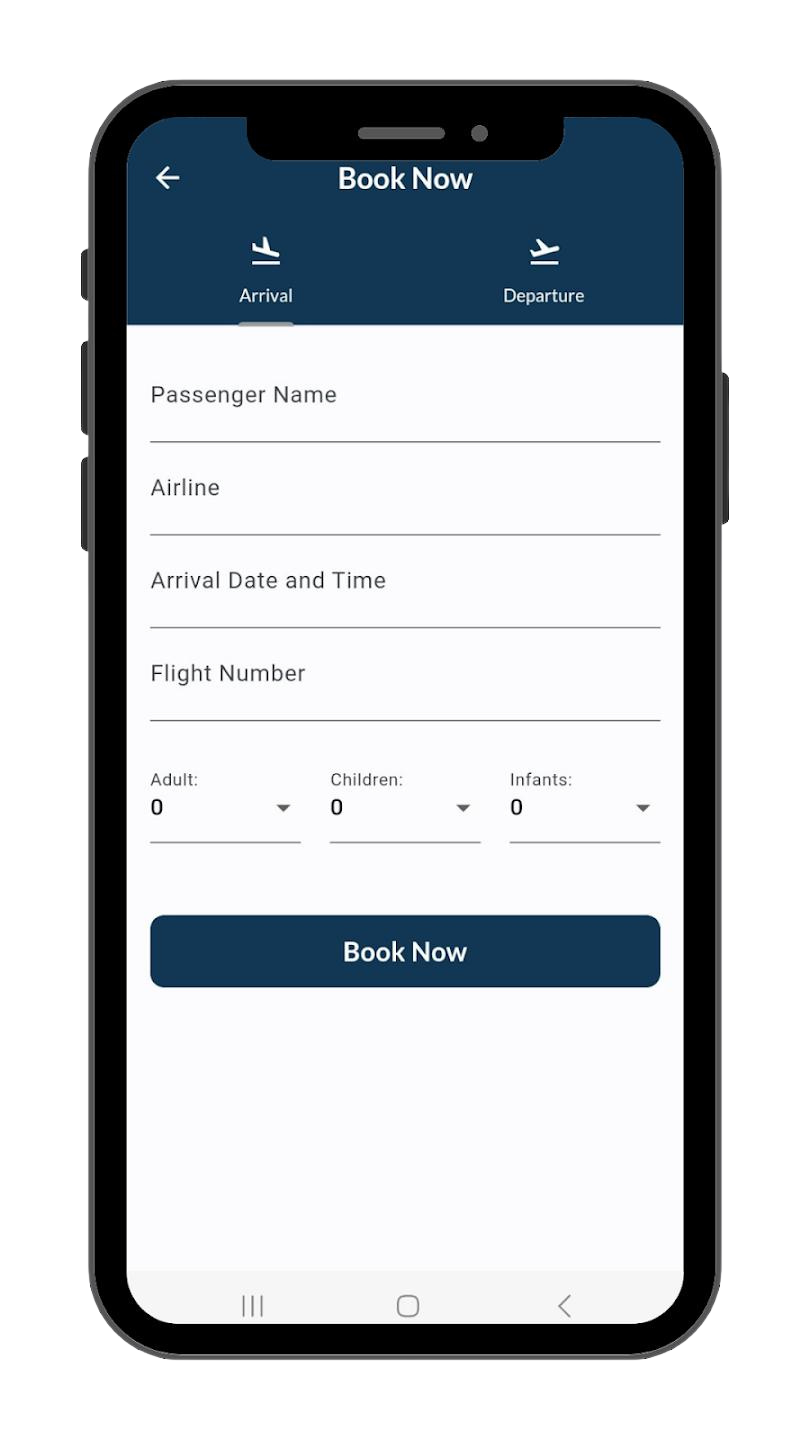 Book Now
Arrival Departure
Passenger Name
Airline
Arrival Date and Time
Flight Number
Adult: Children: Infants:
0 0 0
Book Now